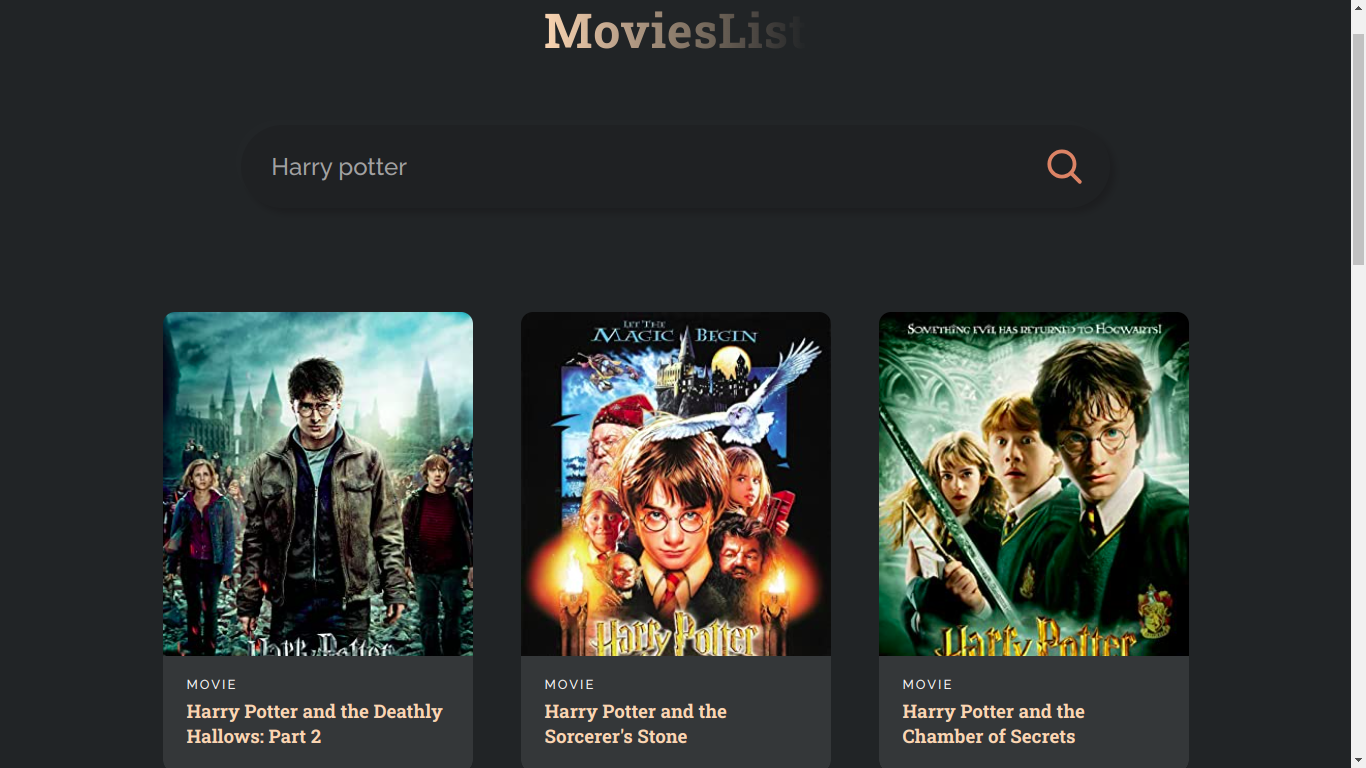 MoviesList
Harry potter
LET THE
MAGIC BEGIN
SOMETHING EVIL HAS RETURNED TO HOGWARTS!
Harry Potter
Harry Potter
Harry Potter
MOVIE
MOVIE
MOVIE
Harry Potter and the Deathly
Hallows: Part 2
Harry Potter and the
Sorcerer's Stone
Harry Potter and the
Chamber of Secrets